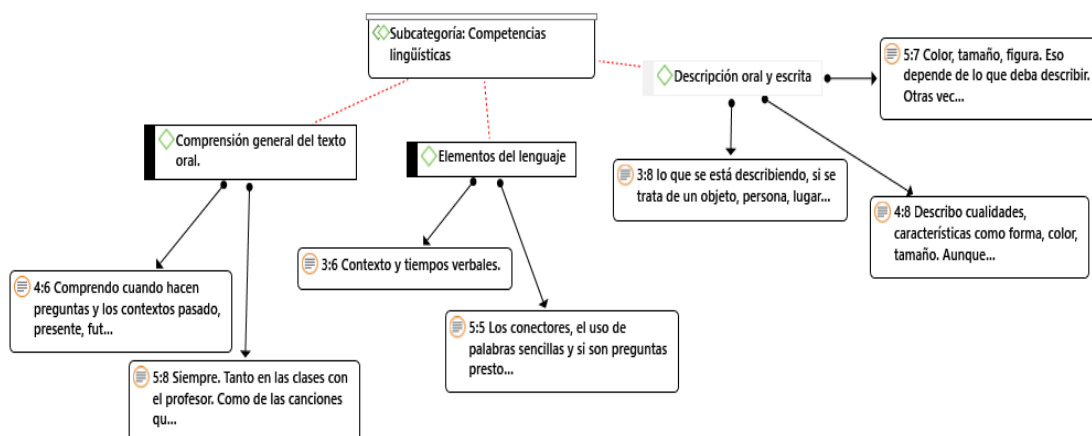 Subcategoría: Competencias
lingüísticas
Descripción oral y escrita
5:7 Color, tamaño, figura. Eso
depende de lo que deba describir.
Otras vec...
Comprensión general del texto
oral.
Elementos del lenguaje
3:8 lo que se está describiendo, si se
trata de un objeto, persona, lugar...
4:8 Describo cualidades,
características como forma, color,
tamaño. Aunque...
3:6 Contexto y tiempos verbales.
4:6 Comprendo cuando hacen
preguntas y los contextos pasado,
presente, fut...
5:5 Los conectores, el uso de
palabras sencillas y si son preguntas
presto...
5:8 Siempre. Tanto en las clases con
el profesor. Como de las canciones
qu...